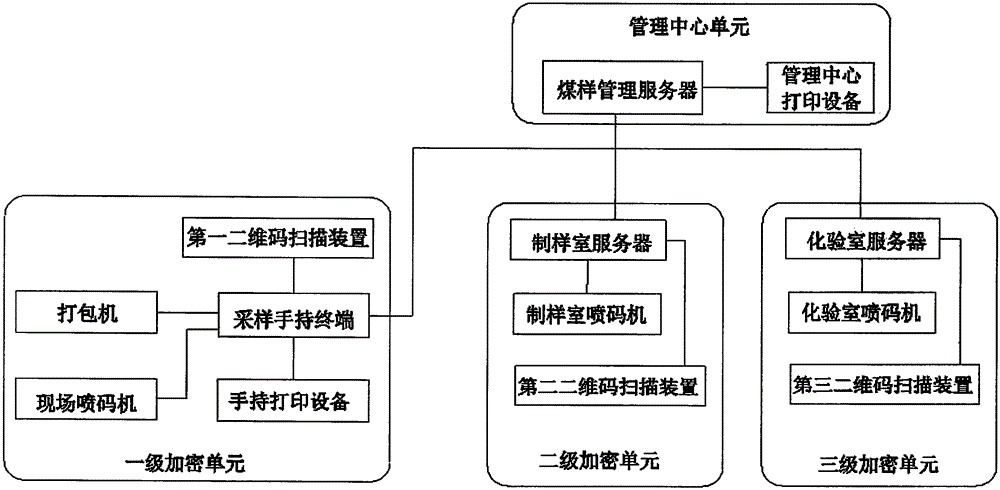 管理中心单元
煤样管理服务器
管理中心
打印设备
第一二维码扫描装置
打包机
采样手持终端
现场喷码机
手持打印设备
一级加密单元
制样室服务器
制样室喷码机
第二二维码扫描装置
二级加密单元
化验室服务器
化验室喷码机
第三二维码扫描装置
三级加密单元